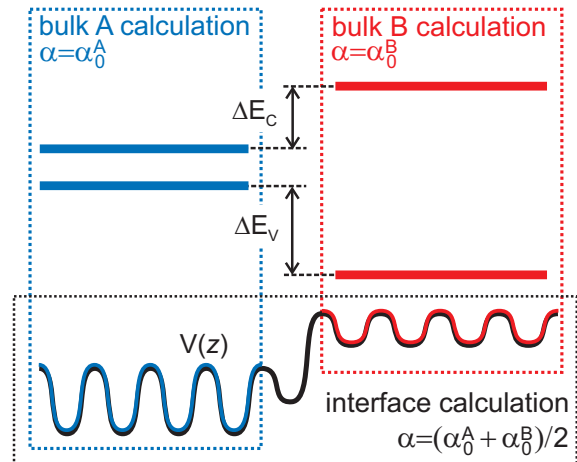 bulk A calculation
α=α₀ᴬ
bulk B calculation
α=α₀ᴮ
ΔE_C
ΔE_V
V(z)
interface calculation
α=(α₀ᴬ + α₀ᴮ)/2